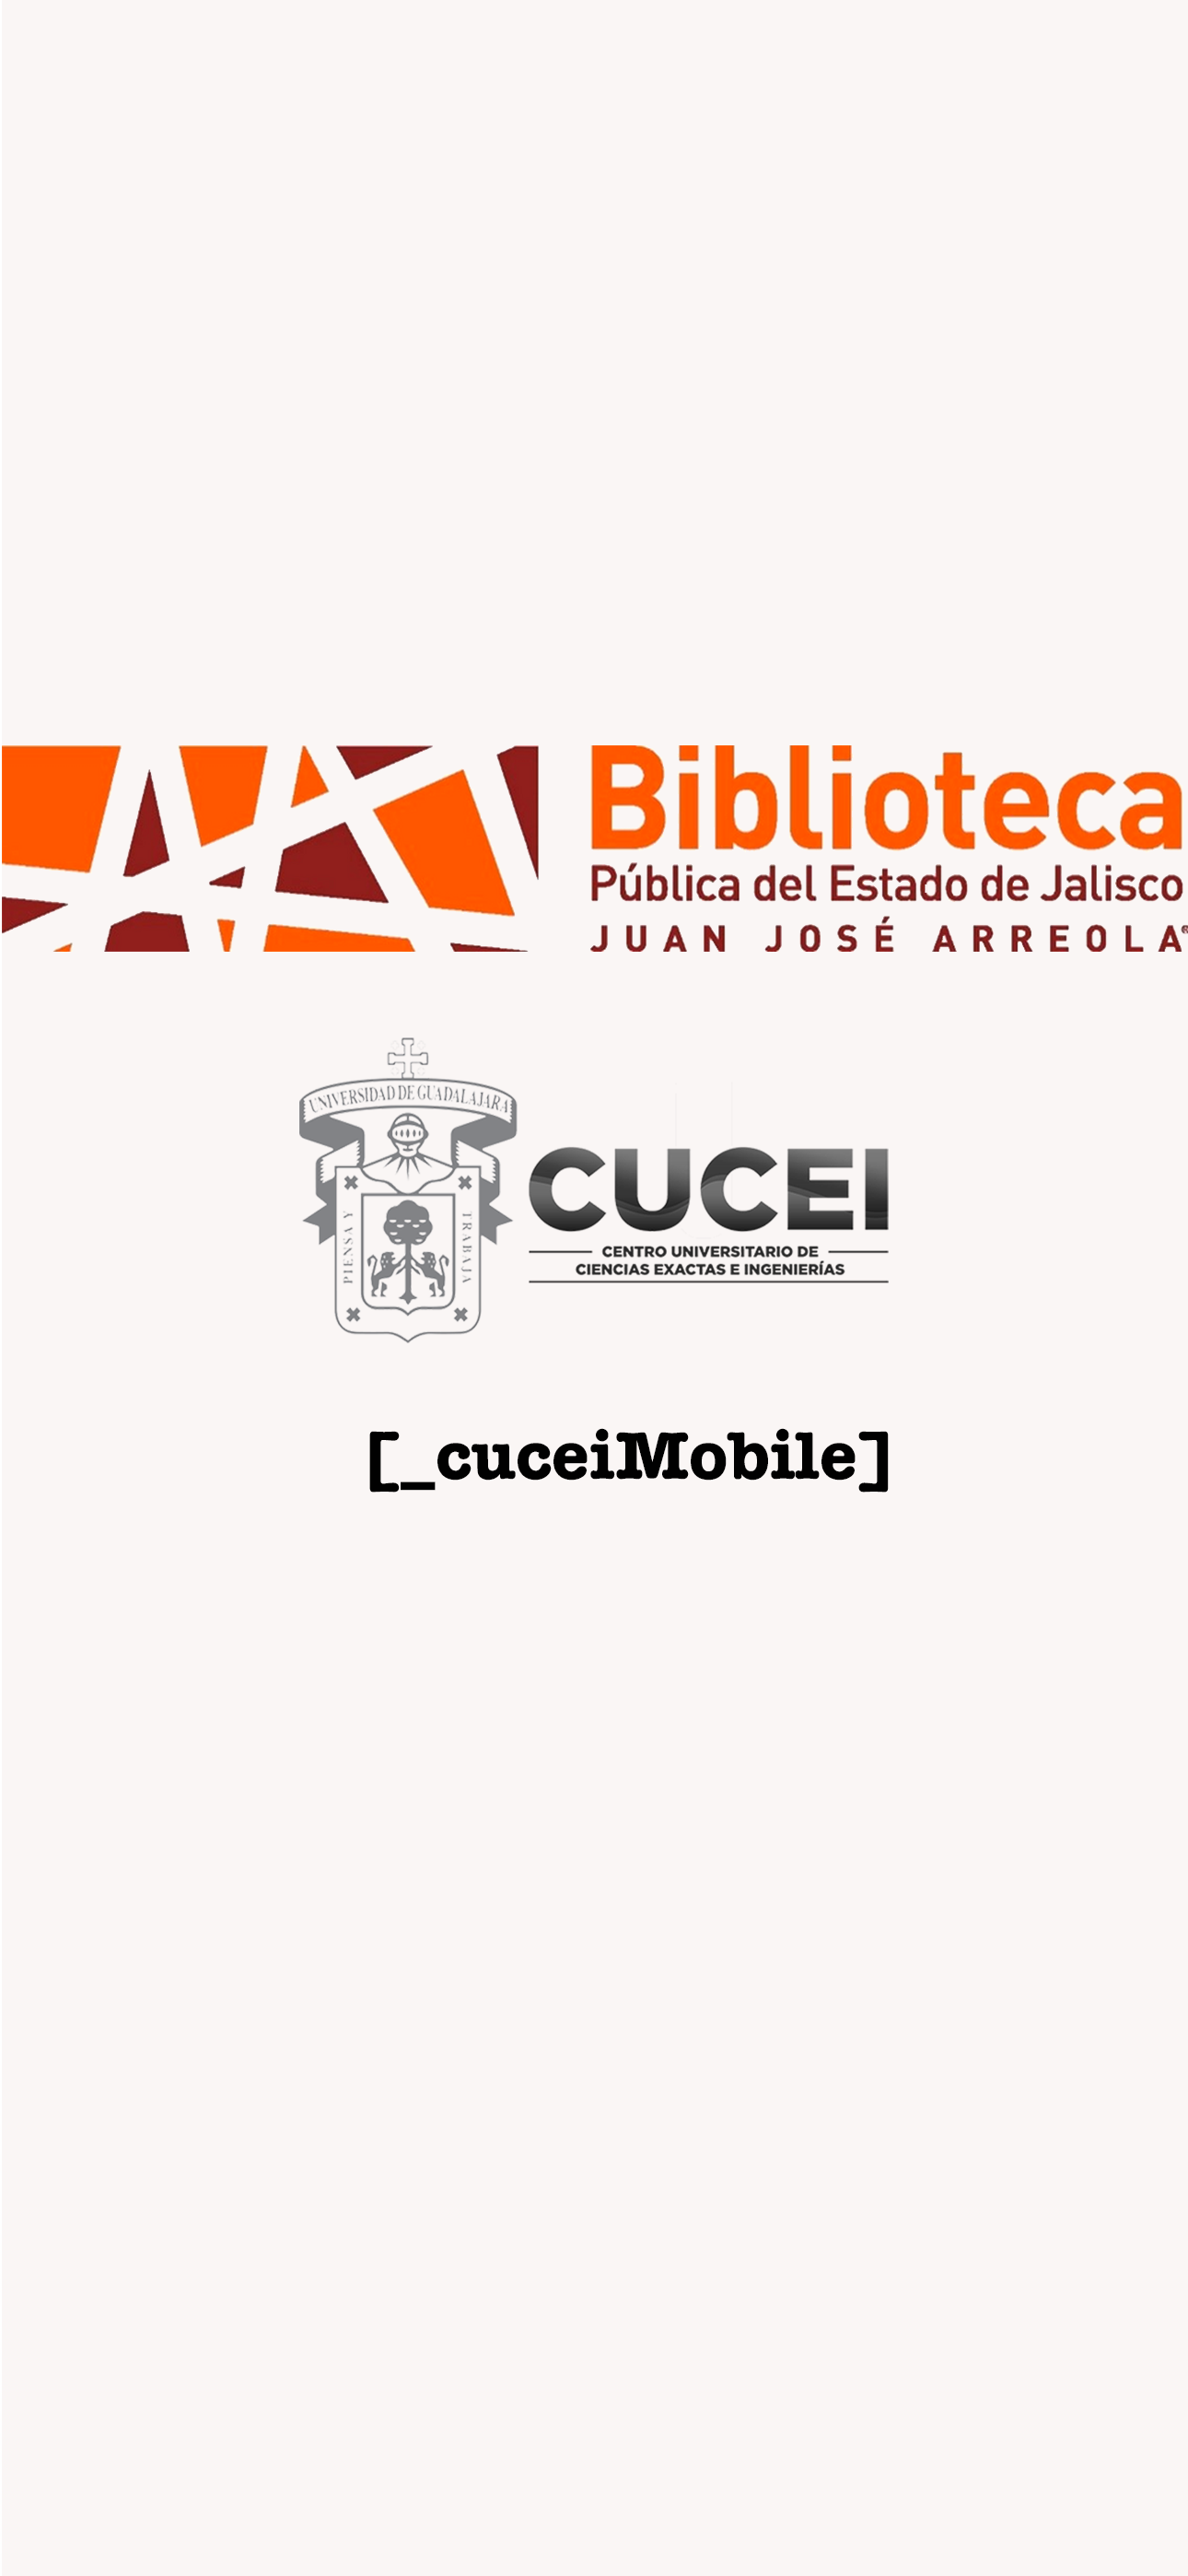 Biblioteca
Pública del Estado de Jalisco
JUAN JOSÉ ARREOLA®
UNIVERSIDAD DE GUADALAJARA
PIENSA Y
TRABAJA
CUCEI
CENTRO UNIVERSITARIO DE
CIENCIAS EXACTAS E INGENIERÍAS
[_cuceiMobile]